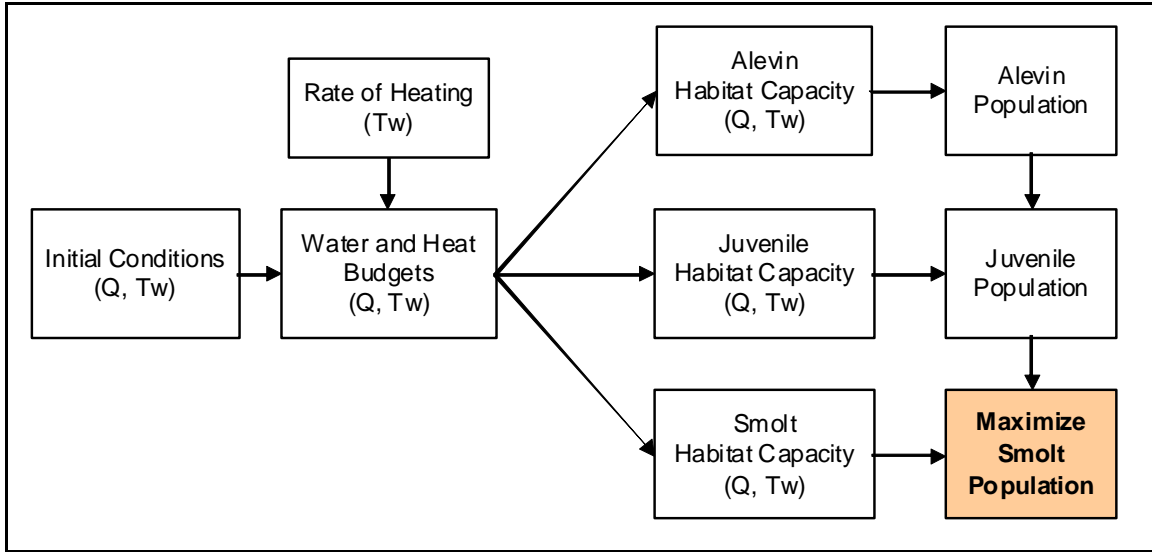 Rate of Heating
(Tw)
Initial Conditions
(Q, Tw)
Water and Heat
Budgets
(Q, Tw)
Alevin
Habitat Capacity
(Q, Tw)
Alevin
Population
Juvenile
Habitat Capacity
(Q, Tw)
Juvenile
Population
Smolt
Habitat Capacity
(Q, Tw)
Maximize
Smolt
Population